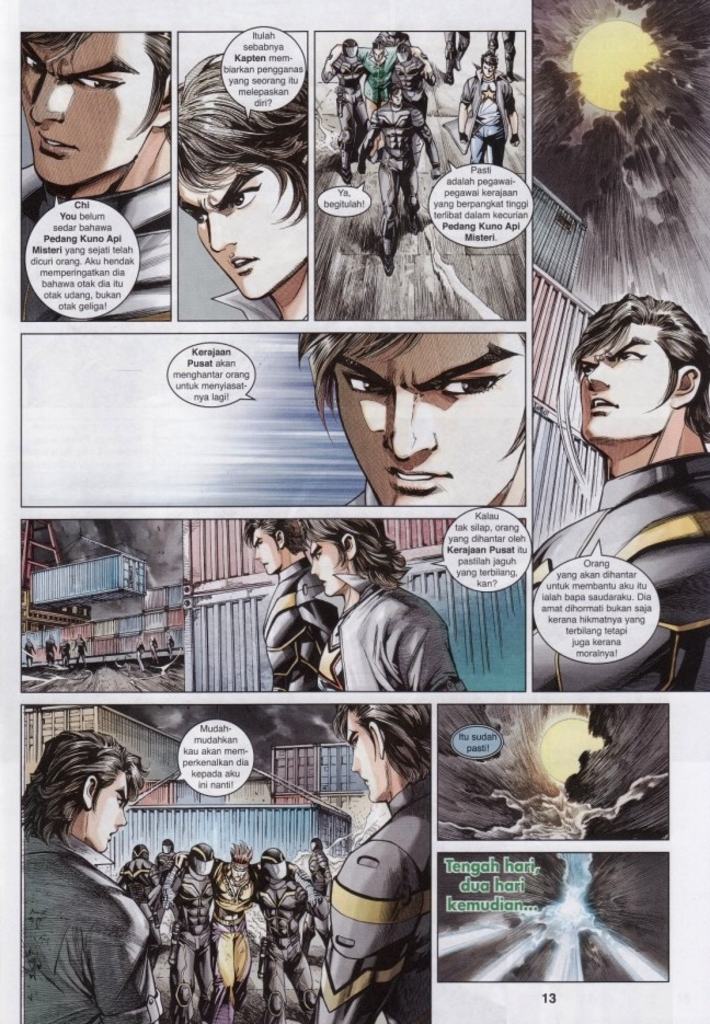 Chi
You belum
sedar bahawa
Pedang Kuno Api
Misteri yang sejati telah
dicuri orang. Aku hendak
memperingatkan dia
bahawa otak dia itu
otak udang, bukan
otak geliga!
Itulah
sebabnya
Kapten mem-
biarkan pengganas
yang seorang itu
melepaskan
diri?
Ya,
begitulah!
Pasti
adalah pegawai-
pegawai kerajaan
yang berpangkat tinggi
terlibat dalam kecurian
Pedang Kuno Api
Misteri.
Kerajaan
Pusat akan
menghantar orang
untuk menyiasat-
nya lagi!
Kalau
tak silap, orang
yang dihantar oleh
Kerajaan Pusat itu
pastilah jaguh
yang terbilang,
kan?
Orang
yang akan dihantar
untuk membantu aku itu
ialah bapa saudaraku. Dia
amat dihormati bukan saja
kerana hikmatnya yang
terbilang tetapi
juga kerana
moralnya!
Mudah-
mudahan
kau akan mem-
perkenalkan dia
kepada aku
ini nanti!
Itu sudah
pasti!
Tengah hari,
dua hari
kemudian...
13